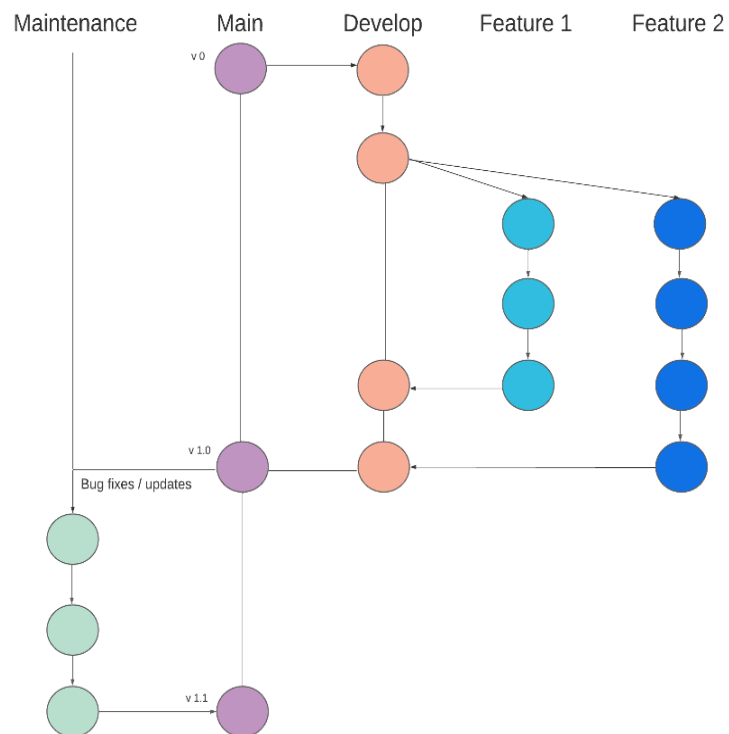 Maintenance Main Develop Feature 1 Feature 2
v 0
v 1.0
Bug fixes / updates
v 1.1